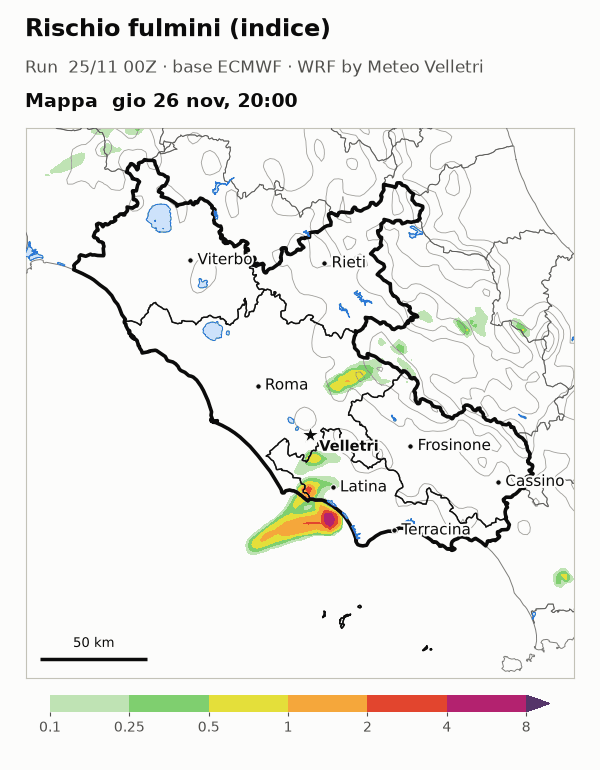 Rischio fulmini (indice)
Run  25/11 00Z · base ECMWF · WRF by Meteo Velletri
Mappa  gio 26 nov, 20:00
Viterbo
Rieti
Roma
Velletri
Frosinone
Latina
Cassino
Terracina
50 km
0.1 0.25 0.5 1 2 4 8